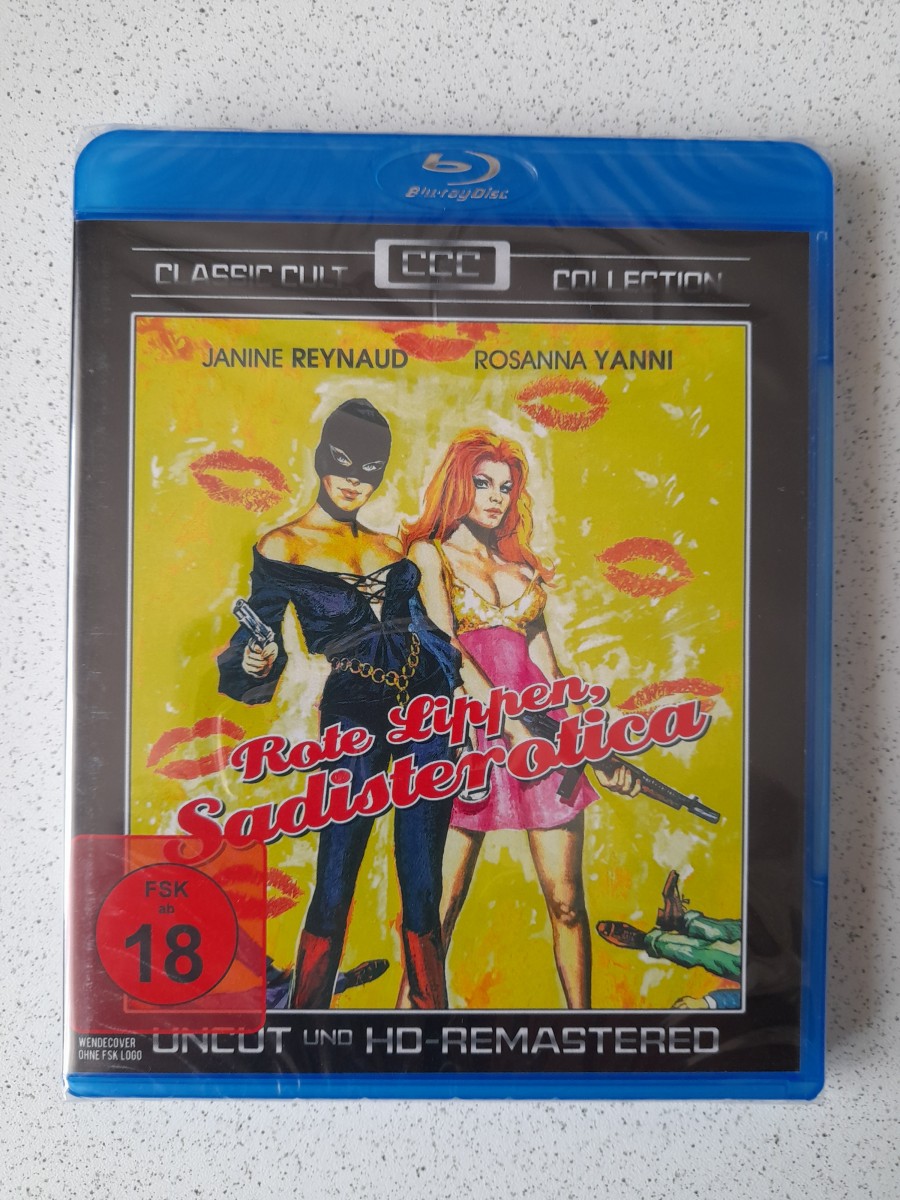 Blu-ray Disc
CLASSIC CULT CCC COLLECTION
JANINE REYNAUD ROSANNA YANNI
Rote Lippen,
Sadisterotica
FSK
ab
18
WENDECOVER
OHNE FSK LOGO
UNCUT UND HD-REMASTERED